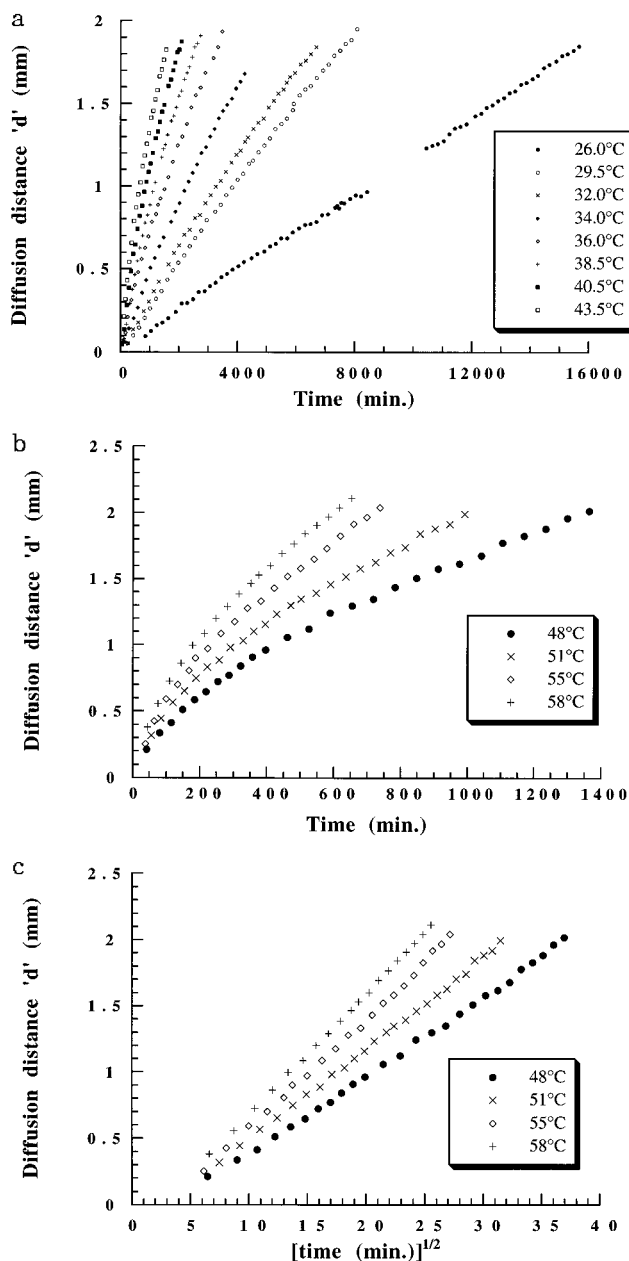 a
Diffusion distance 'd' (mm)
2
1.5
1
0.5
0
0
4000
8000
12000
16000
Time (min.)
26.0°C
29.5°C
32.0°C
34.0°C
36.0°C
38.5°C
40.5°C
43.5°C
b
Diffusion distance 'd' (mm)
2.5
2
1.5
1
0.5
0
0
200
400
600
800
1000
1200
1400
Time (min.)
48°C
51°C
55°C
58°C
c
Diffusion distance 'd' (mm)
2.5
2
1.5
1
0.5
0
0
5
10
15
20
25
30
35
40
[time (min.)]1/2
48°C
51°C
55°C
58°C